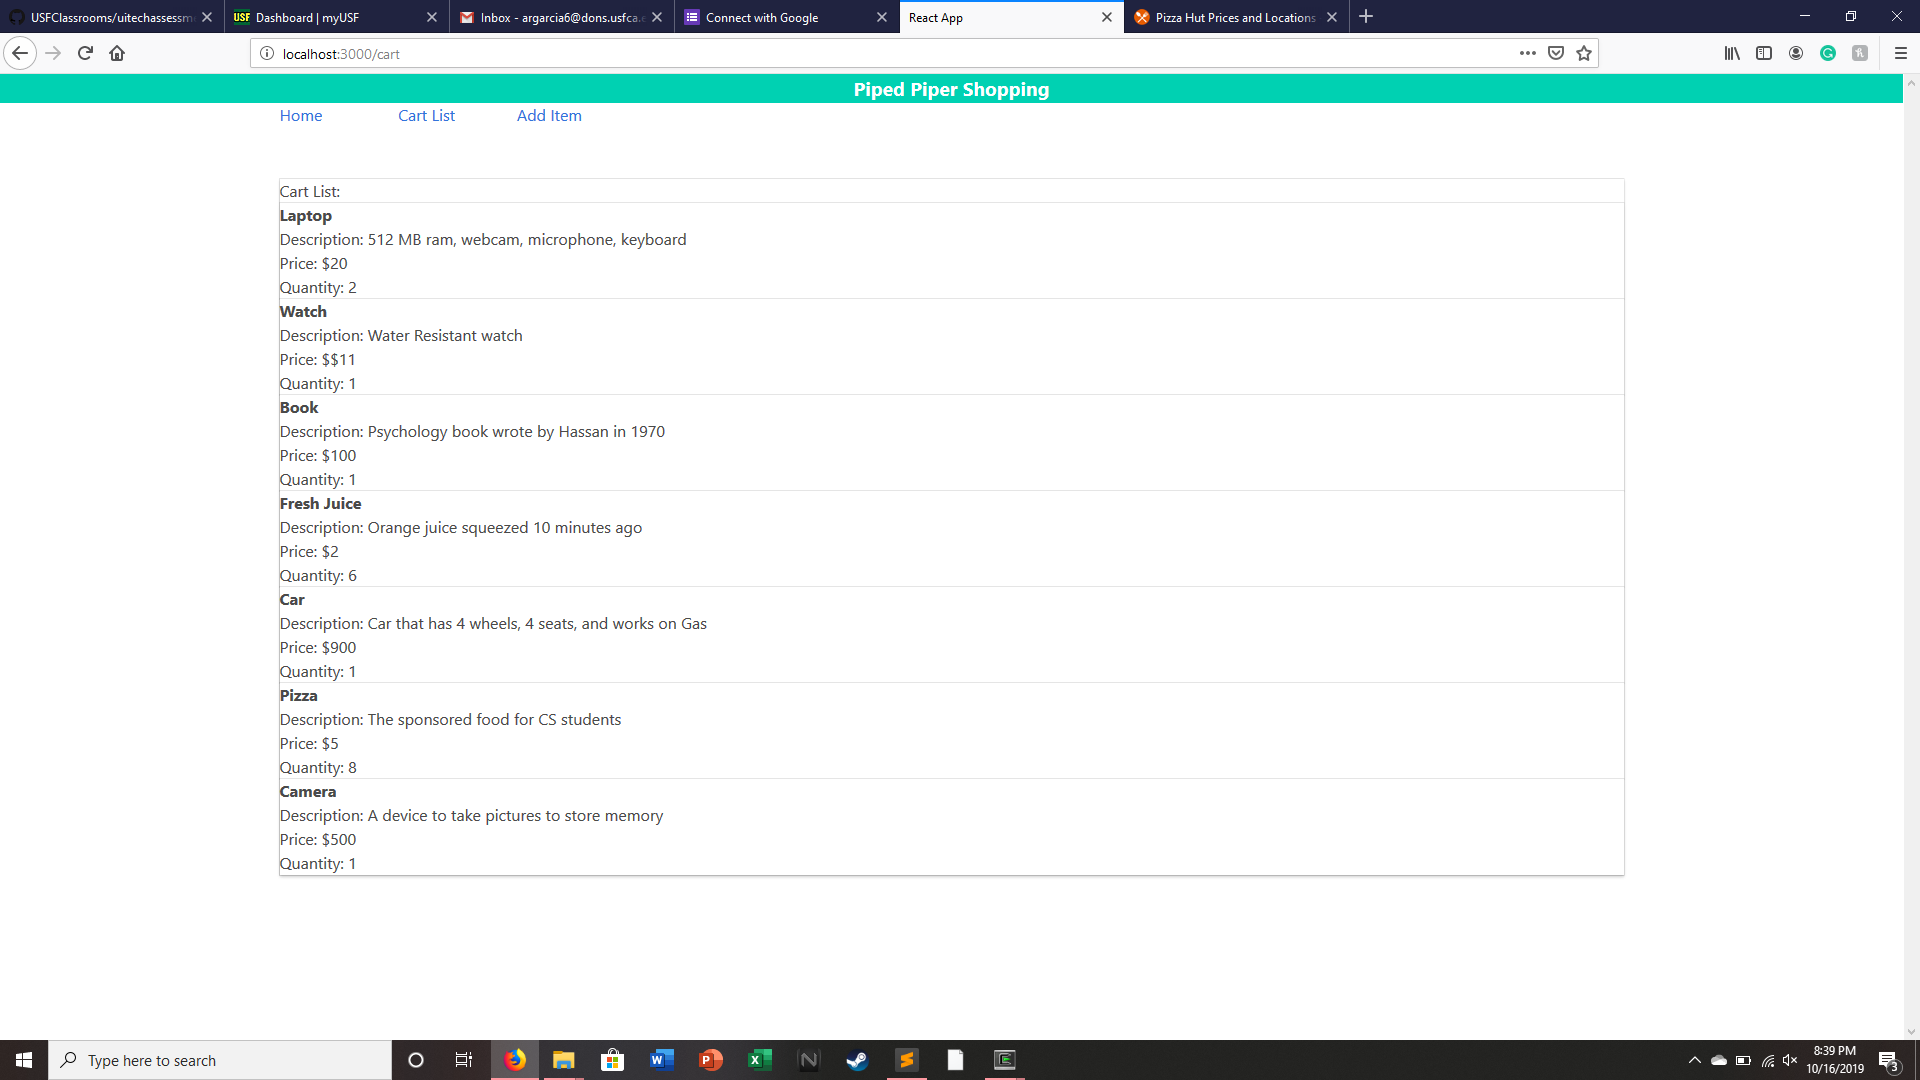 USFClassrooms/uitechassessm
USF Dashboard | myUSF
Inbox - argarcia6@dons.usfca.e
Connect with Google
React App
Pizza Hut Prices and Locations
localhost:3000/cart
Piped Piper Shopping
Home Cart List Add Item
Cart List:
Laptop
Description: 512 MB ram, webcam, microphone, keyboard
Price: $20
Quantity: 2
Watch
Description: Water Resistant watch
Price: $$11
Quantity: 1
Book
Description: Psychology book wrote by Hassan in 1970
Price: $100
Quantity: 1
Fresh Juice
Description: Orange juice squeezed 10 minutes ago
Price: $2
Quantity: 6
Car
Description: Car that has 4 wheels, 4 seats, and works on Gas
Price: $900
Quantity: 1
Pizza
Description: The sponsored food for CS students
Price: $5
Quantity: 8
Camera
Description: A device to take pictures to store memory
Price: $500
Quantity: 1
Type here to search
8:39 PM
10/16/2019
3